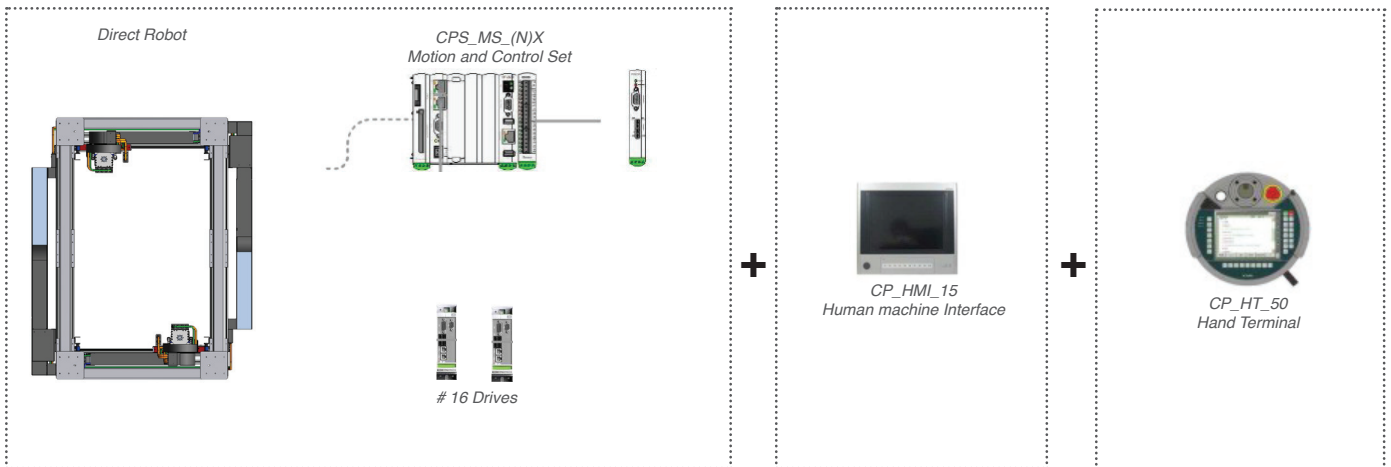 Direct Robot
CPS_MS_(N)X
Motion and Control Set
# 16 Drives
+
CP_HMI_15
Human machine Interface
+
CP_HT_50
Hand Terminal